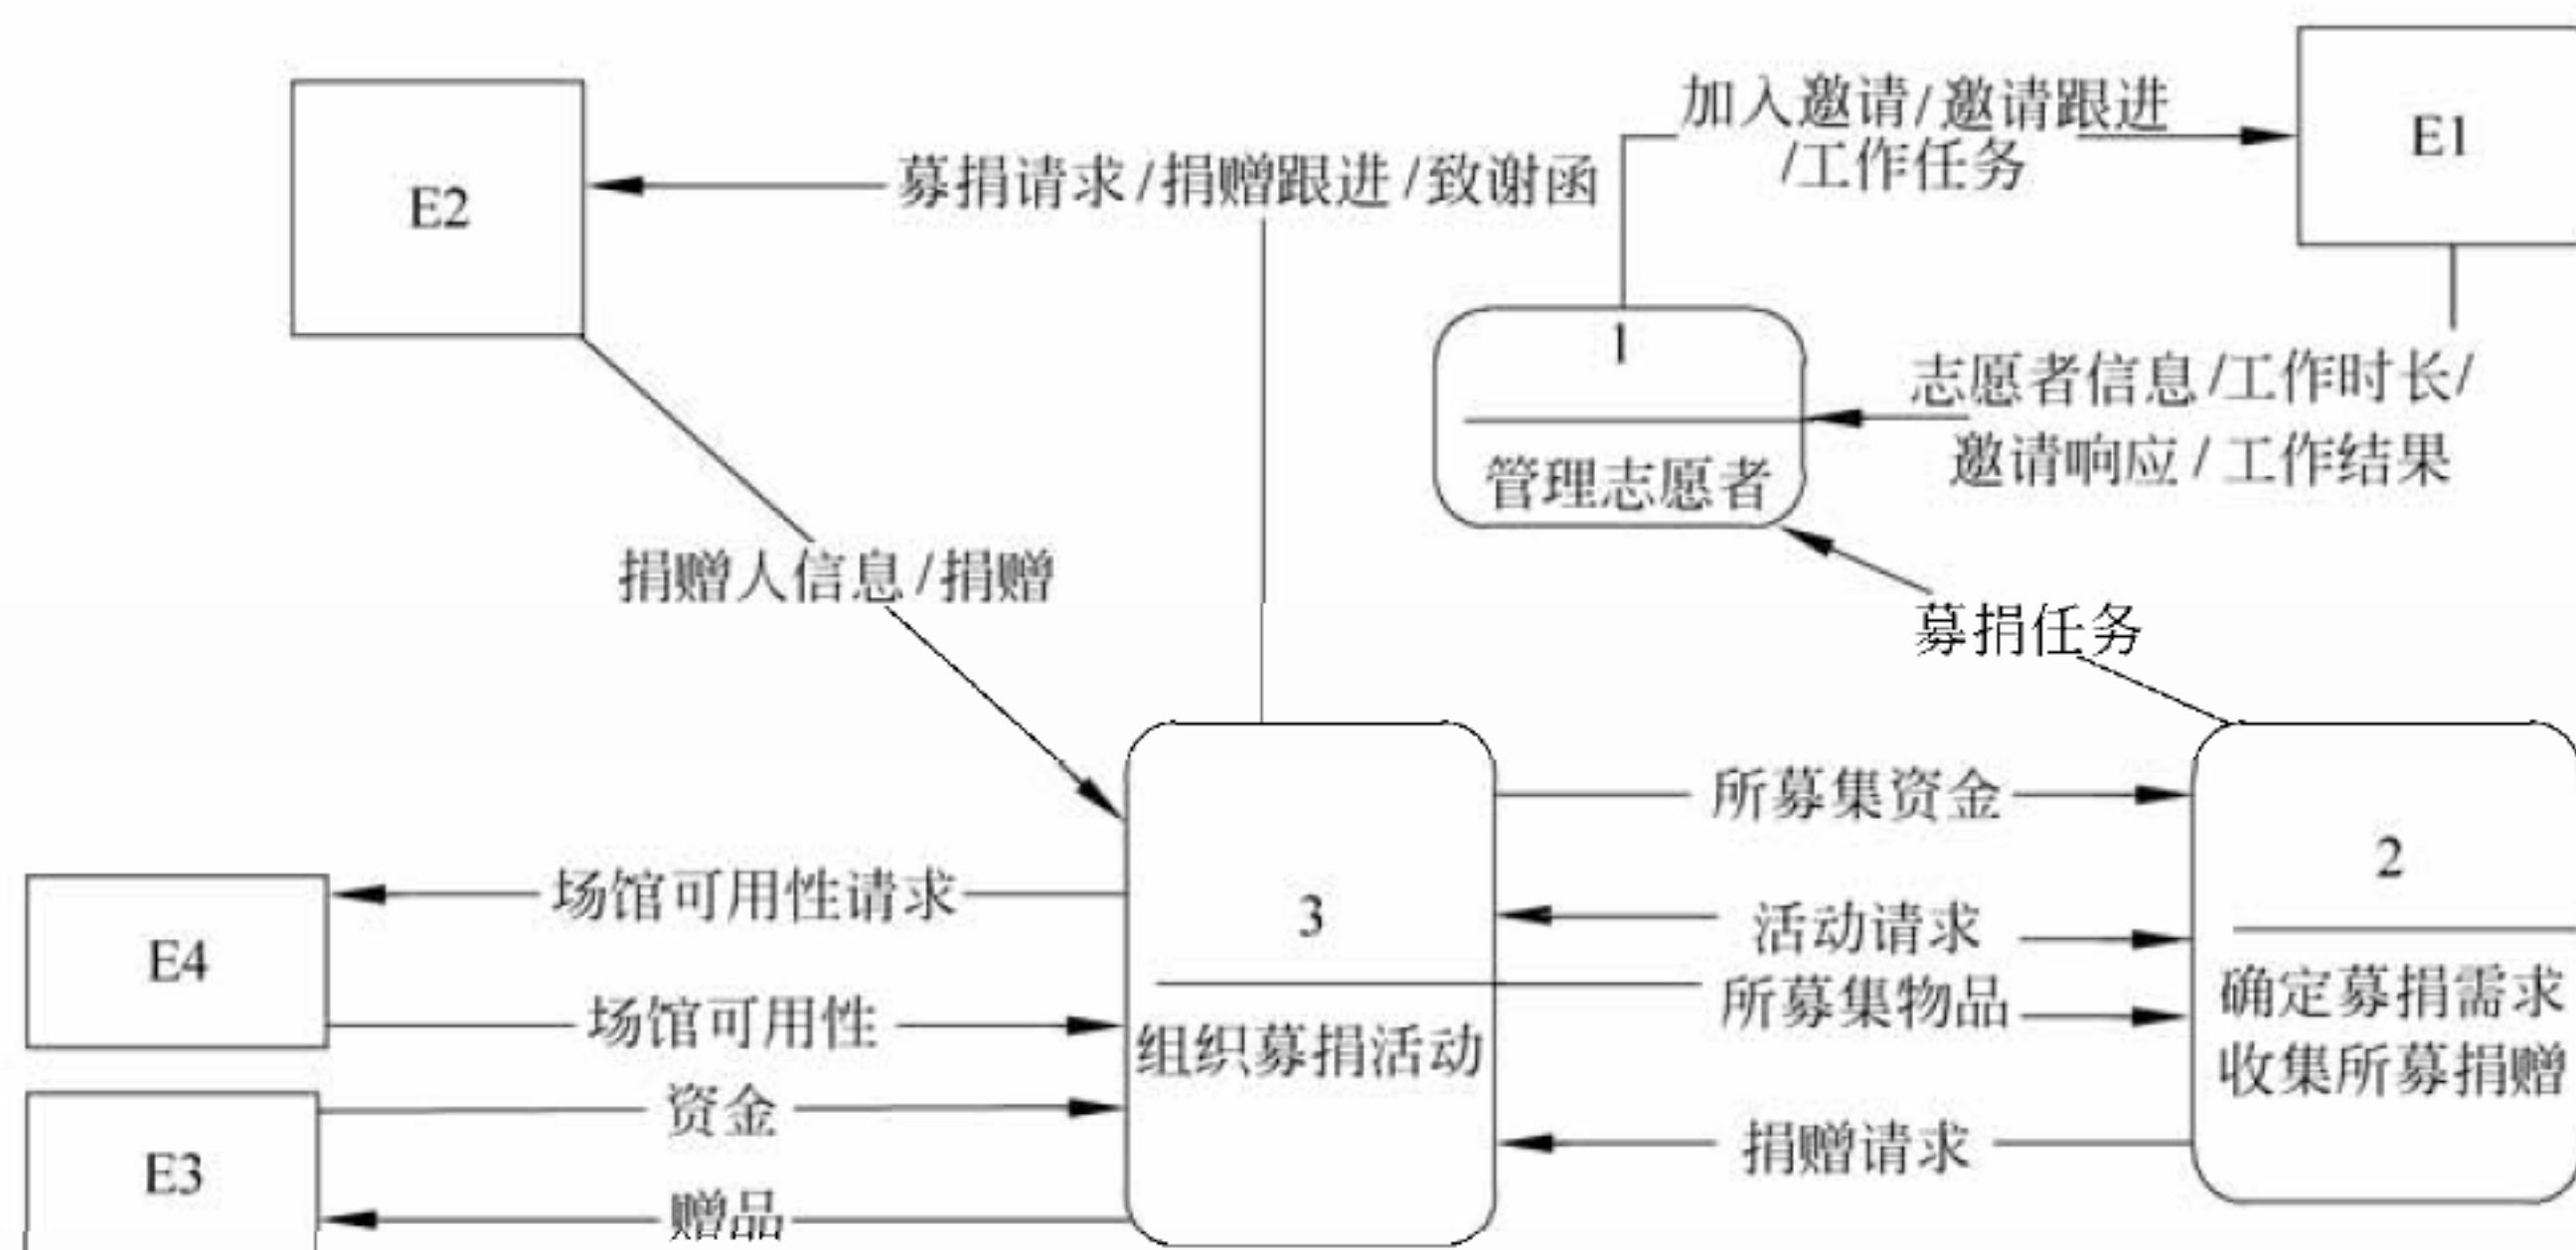 加入邀请/邀请跟进
/工作任务
E1
E2
募捐请求/捐赠跟进/致谢函
1
管理志愿者
志愿者信息/工作时长/
邀请响应/工作结果
捐赠人信息/捐赠
募捐任务
所募集资金
场馆可用性请求
3
活动请求
2
E4
所募集物品
确定募捐需求
收集所募捐赠
场馆可用性
组织募捐活动
资金
捐赠请求
E3
赠品